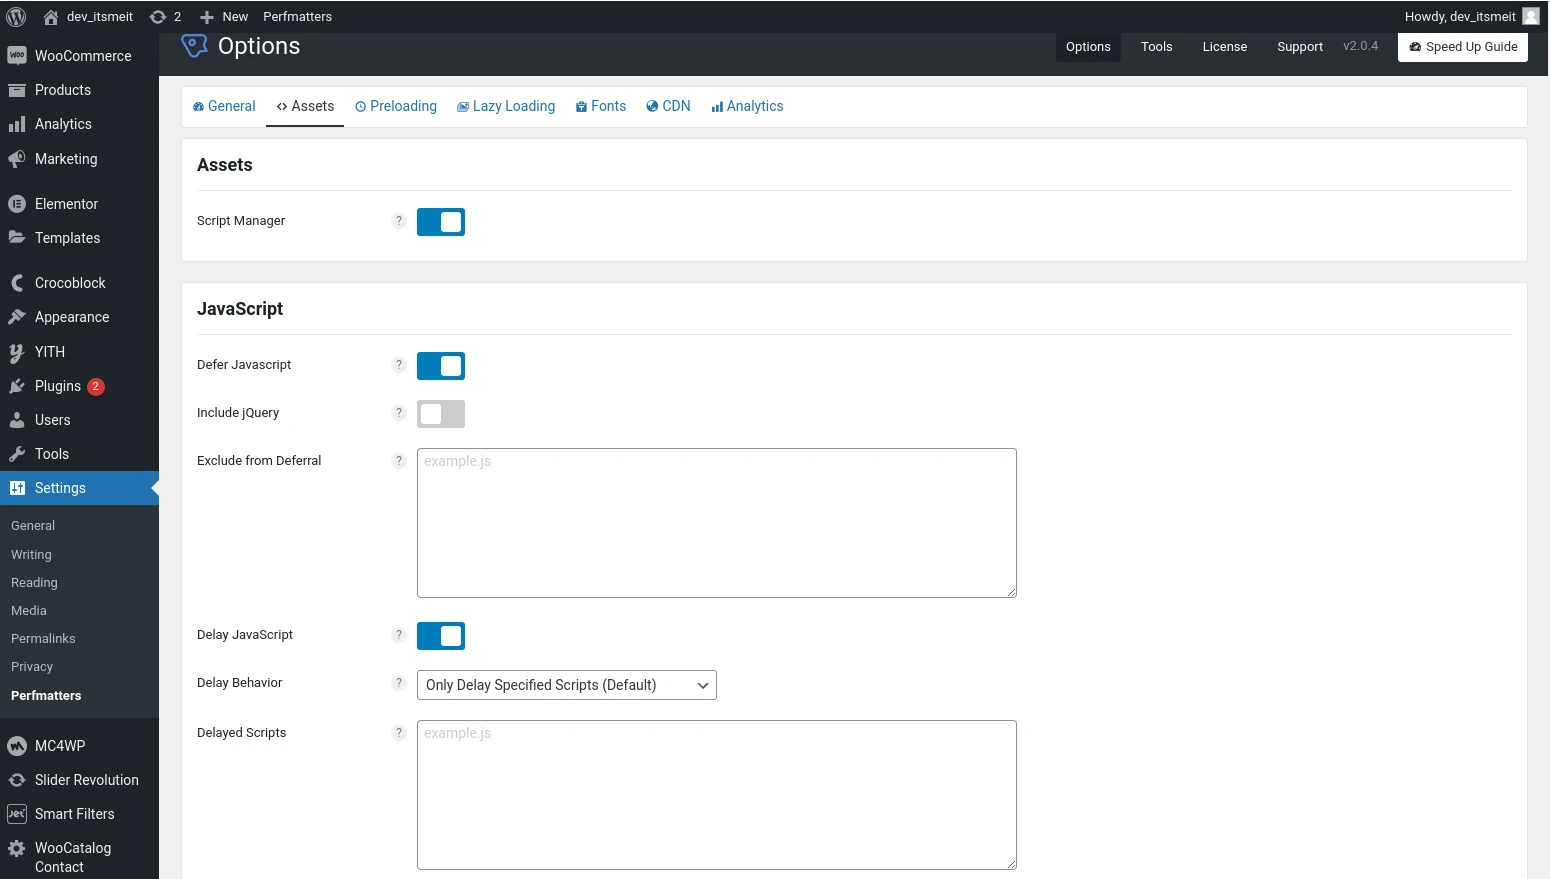 dev_itsmeit 2 New Perfmatters Howdy, dev_itsmeit
WooCommerce
Products
Analytics
Marketing
Elementor
Templates
Crocoblock
Appearance
YITH
Plugins 2
Users
Tools
Settings
General
Writing
Reading
Media
Permalinks
Privacy
Perfmatters
MC4WP
Slider Revolution
Smart Filters
WooCatalog
Contact
Options Options Tools License Support v2.0.4 Speed Up Guide
General Assets Preloading Lazy Loading Fonts CDN Analytics
Assets
Script Manager ?
JavaScript
Defer Javascript ?
Include jQuery ?
Exclude from Deferral ? example.js
Delay JavaScript ?
Delay Behavior ? Only Delay Specified Scripts (Default)
Delayed Scripts ? example.js